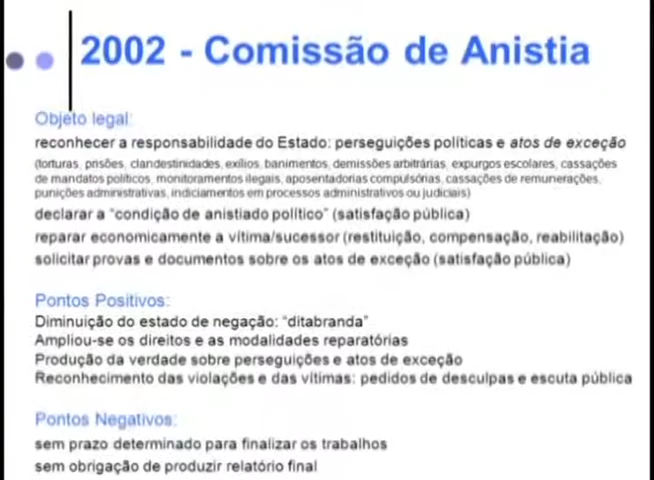 2002 - Comissão de Anistia
Objeto legal:
reconhecer a responsabilidade do Estado: perseguições políticas e atos de exceção
(torturas, prisões, clandestinidades, exílios, banimentos, demissões arbitrárias, expurgos escolares, cassações
de mandatos políticos, monitoramentos ilegais, aposentadorias compulsórias, cassações de remunerações,
punições administrativas, indiciamentos em processos administrativos ou judiciais)
declarar a "condição de anistiado político" (satisfação pública)
reparar economicamente a vítima/sucessor (restituição, compensação, reabilitação)
solicitar provas e documentos sobre os atos de exceção (satisfação pública)
Pontos Positivos:
Diminuição do estado de negação: "ditabranda"
Ampliou-se os direitos e as modalidades reparatórias
Produção da verdade sobre perseguições e atos de exceção
Reconhecimento das violações e das vítimas: pedidos de desculpas e escuta pública
Pontos Negativos:
sem prazo determinado para finalizar os trabalhos
sem obrigação de produzir relatório final